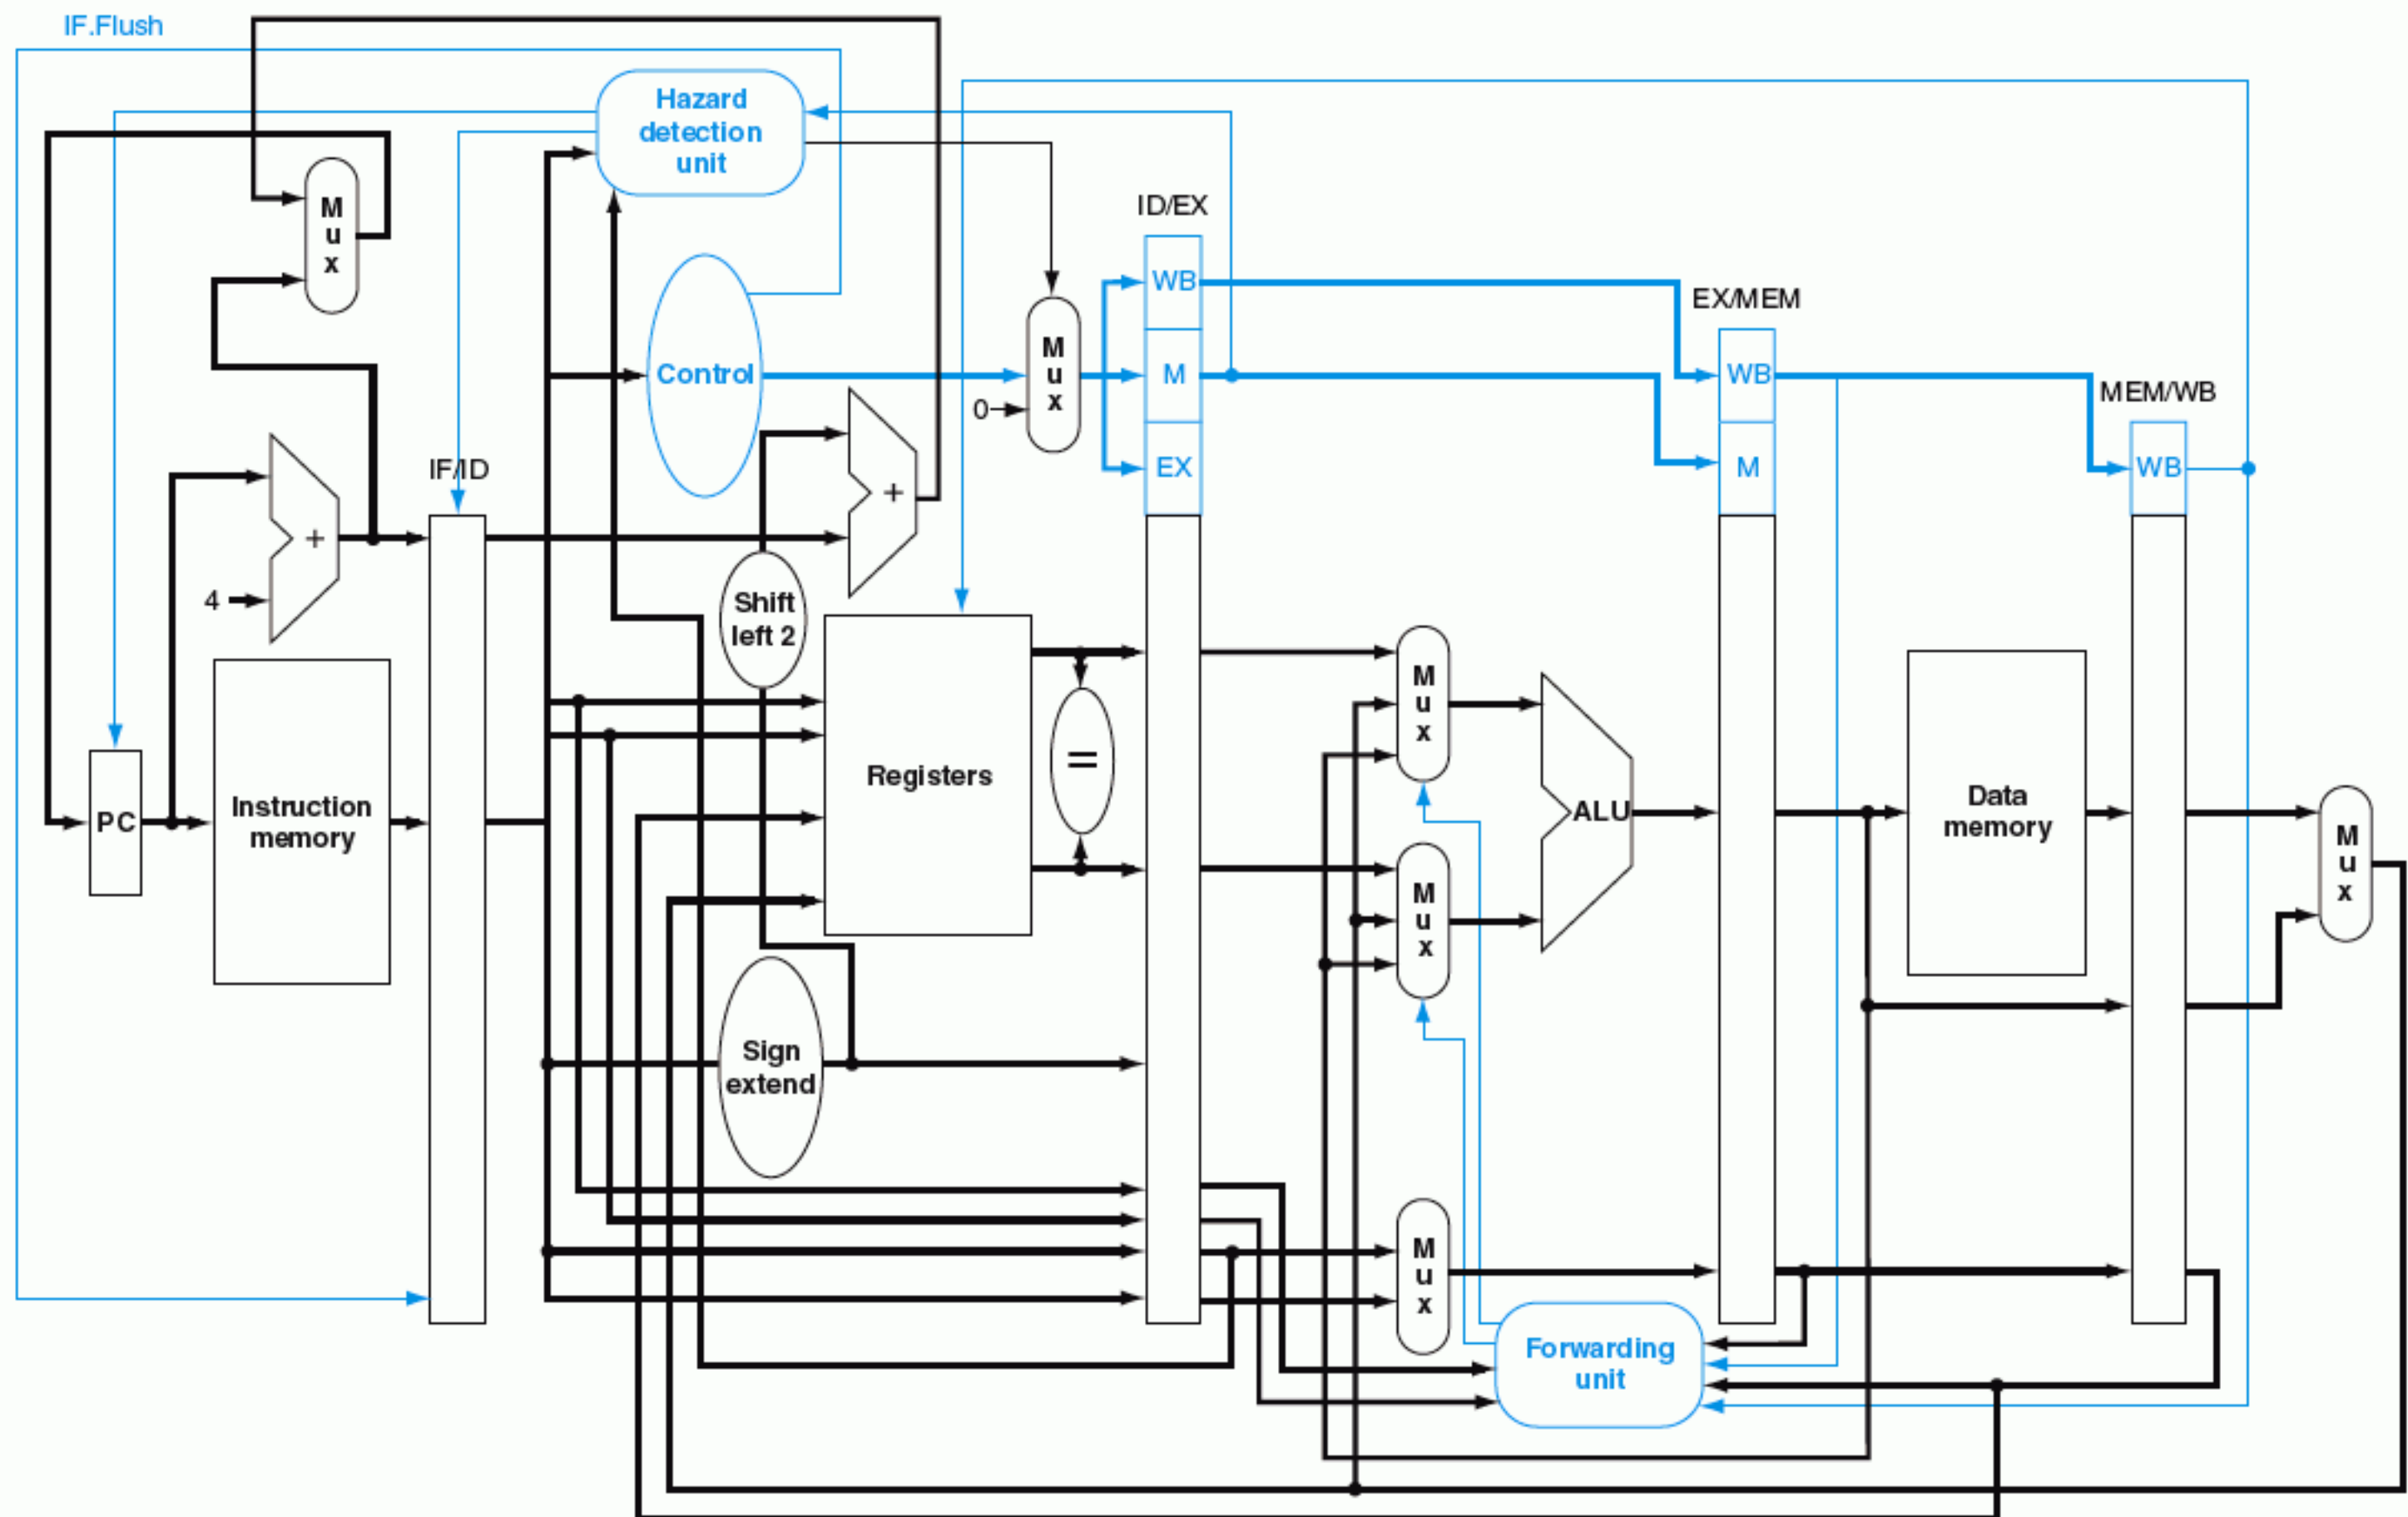 IF.Flush
Hazard
detection
unit
M
u
x
ID/EX
WB
M
EX
EX/MEM
WB
M
MEM/WB
WB
Control
M
u
x
0
+
IF/ID
+
4
Shift
left 2
PC
Instruction
memory
Registers
=
M
u
x
M
u
x
ALU
Data
memory
M
u
x
Sign
extend
M
u
x
Forwarding
unit